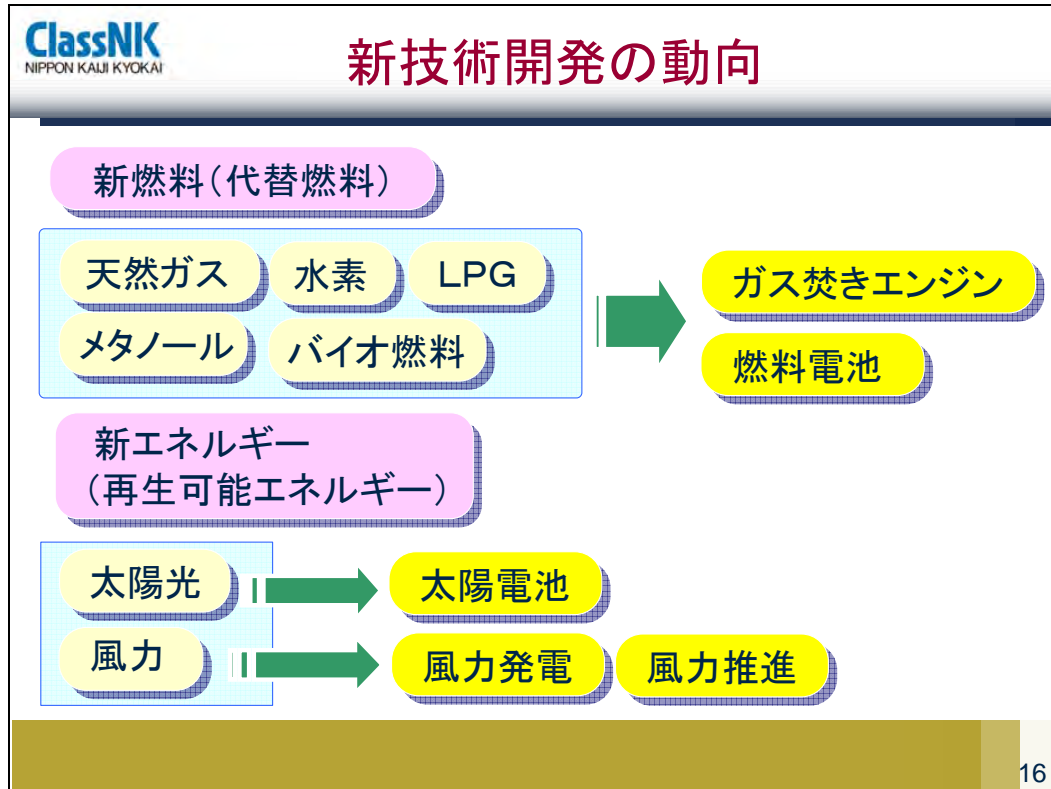 ClassNK
NIPPON KAIJI KYOKAI
新技術開発の動向
新燃料(代替燃料)
天然ガス
水素
LPG
メタノール
バイオ燃料
ガス焚きエンジン
燃料電池
新エネルギー
(再生可能エネルギー)
太陽光
太陽電池
風力
風力発電
風力推進
16